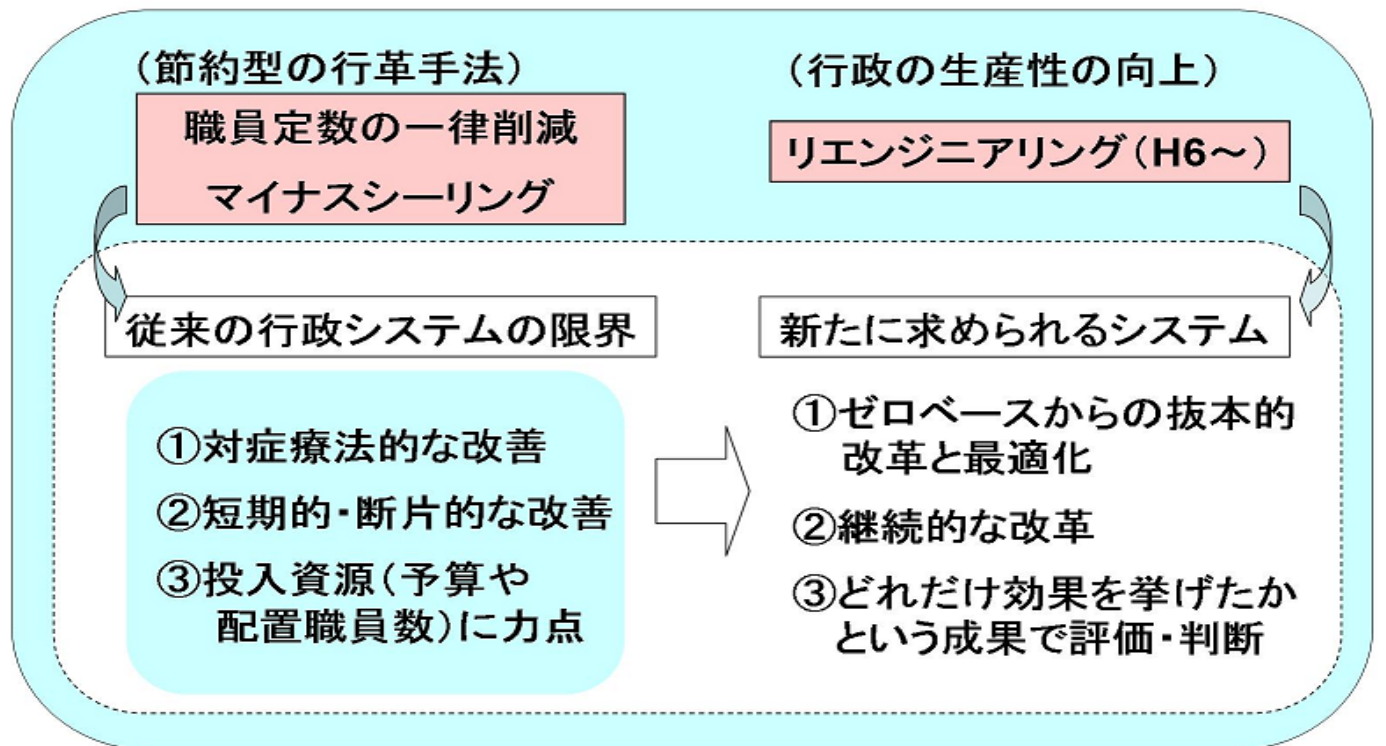 (節約型の行革手法)
職員定数の一律削減
マイナスシーリング
従来の行政システムの限界
①対症療法的な改善
②短期的・断片的な改善
③投入資源(予算や
配置職員数)に力点
(行政の生産性の向上)
リエンジニアリング(H6~)
新たに求められるシステム
①ゼロベースからの抜本的
改革と最適化
②継続的な改革
③どれだけ効果を挙げたか
という成果で評価・判断